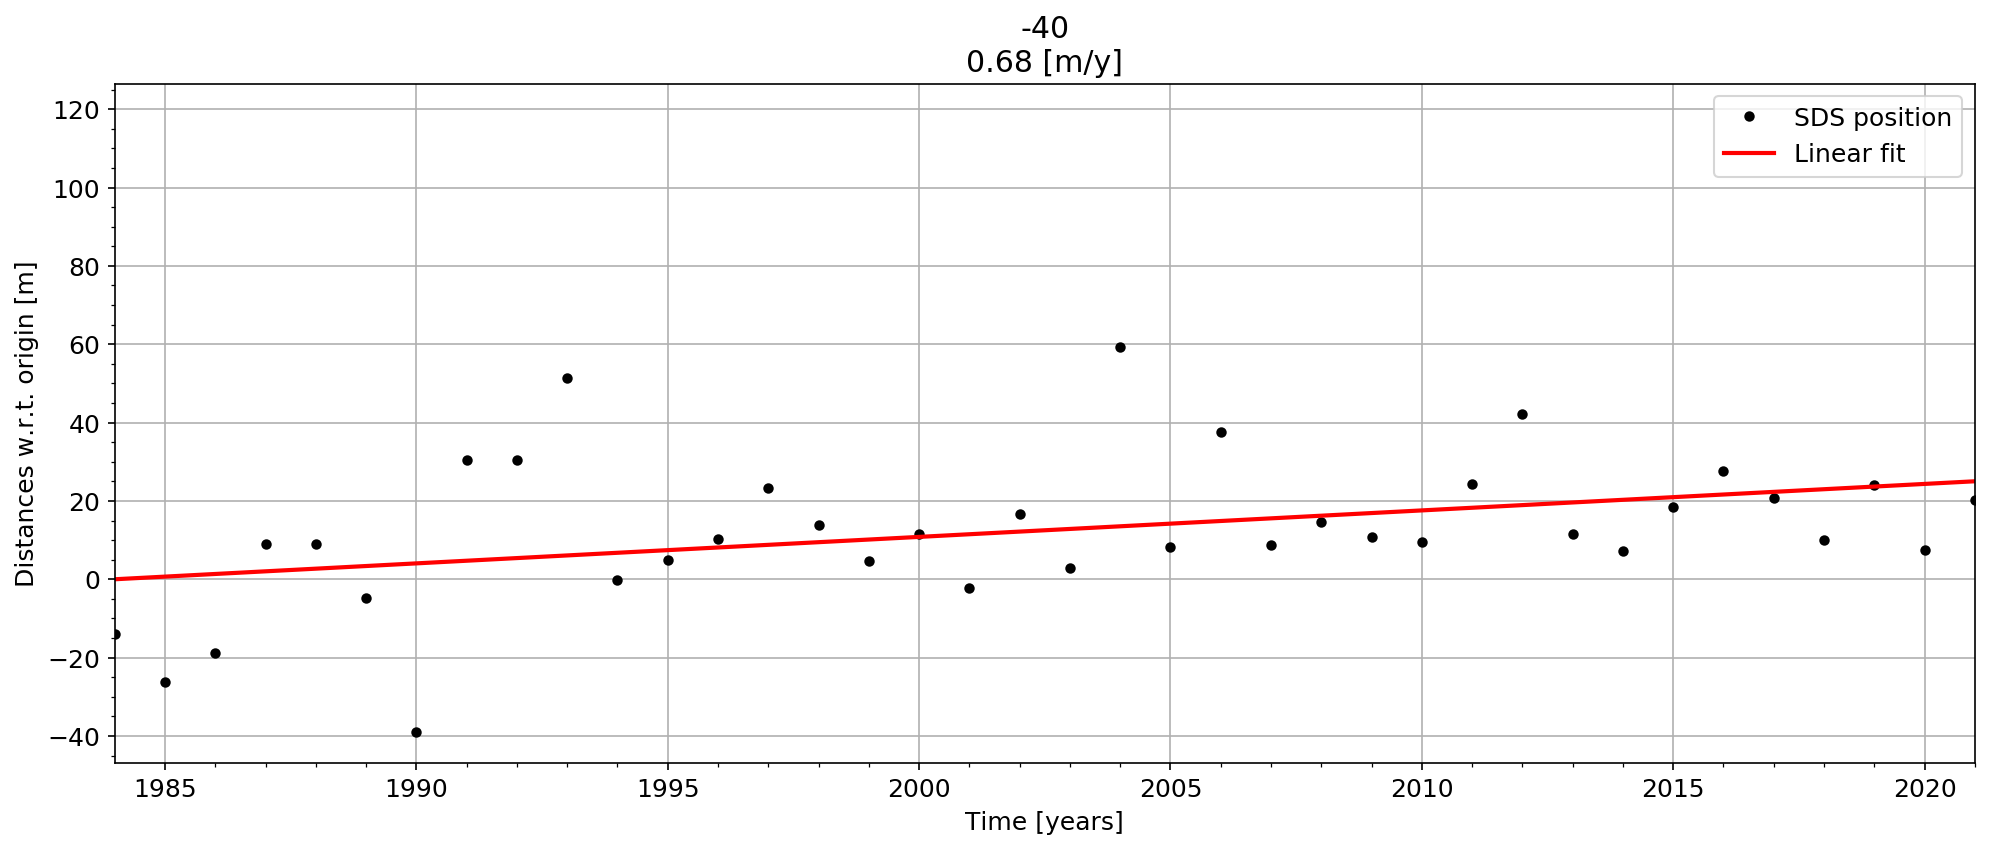 -40
0.68 [m/y]
120
100
80
60
40
20
0
−20
−40
Distances w.r.t. origin [m]
SDS position
Linear fit
1985 1990 1995 2000 2005 2010 2015 2020
Time [years]